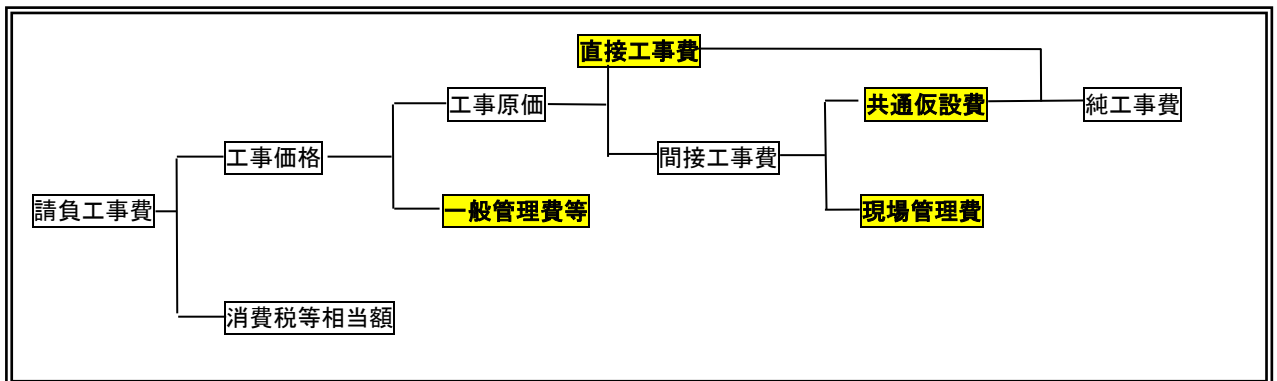 直接工事費
工事原価
共通仮設費
純工事費
工事価格
間接工事費
請負工事費
一般管理費等
現場管理費
消費税等相当額